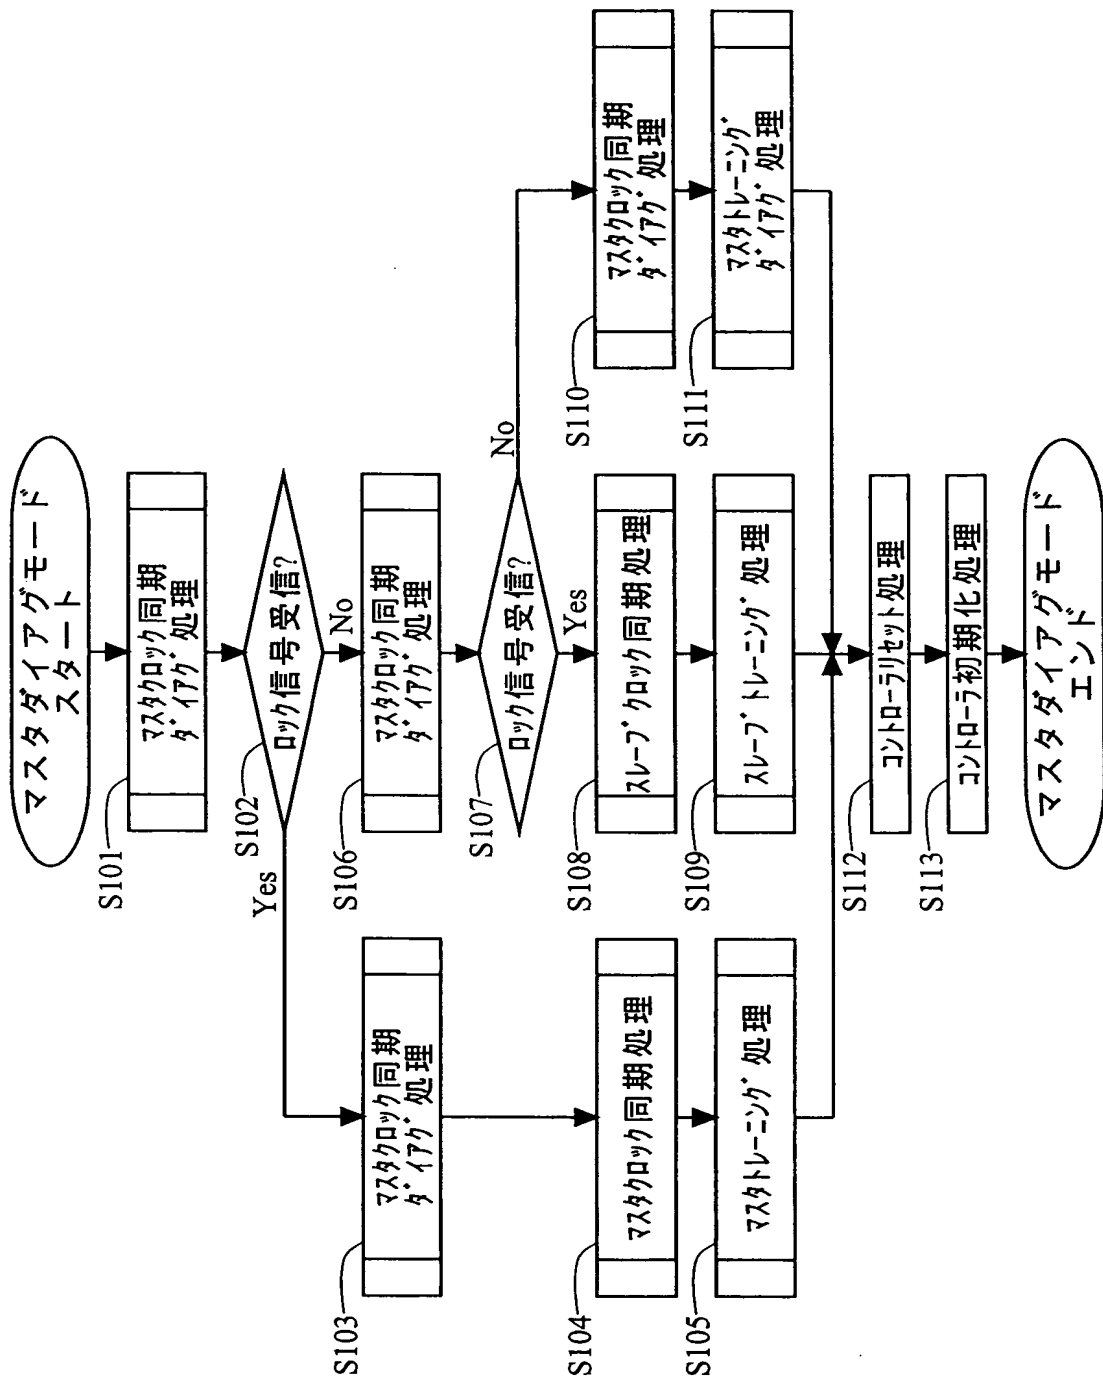 マスタダイアグモード
スタート
S101
マスタクロック同期
ダイアグ処理
S102
ロック信号受信?
Yes
No
S103
マスタクロック同期
ダイアグ処理
S104
マスタクロック同期処理
S105
マスタトレーニング処理
S106
マスタクロック同期
ダイアグ処理
S107
ロック信号受信?
Yes
No
S108
スレーブクロック同期処理
S109
スレーブトレーニング処理
S110
マスタクロック同期
ダイアグ処理
S111
マスタトレーニング
ダイアグ処理
S112
コントローラリセット処理
S113
コントローラ初期化処理
マスタダイアグモード
エンド